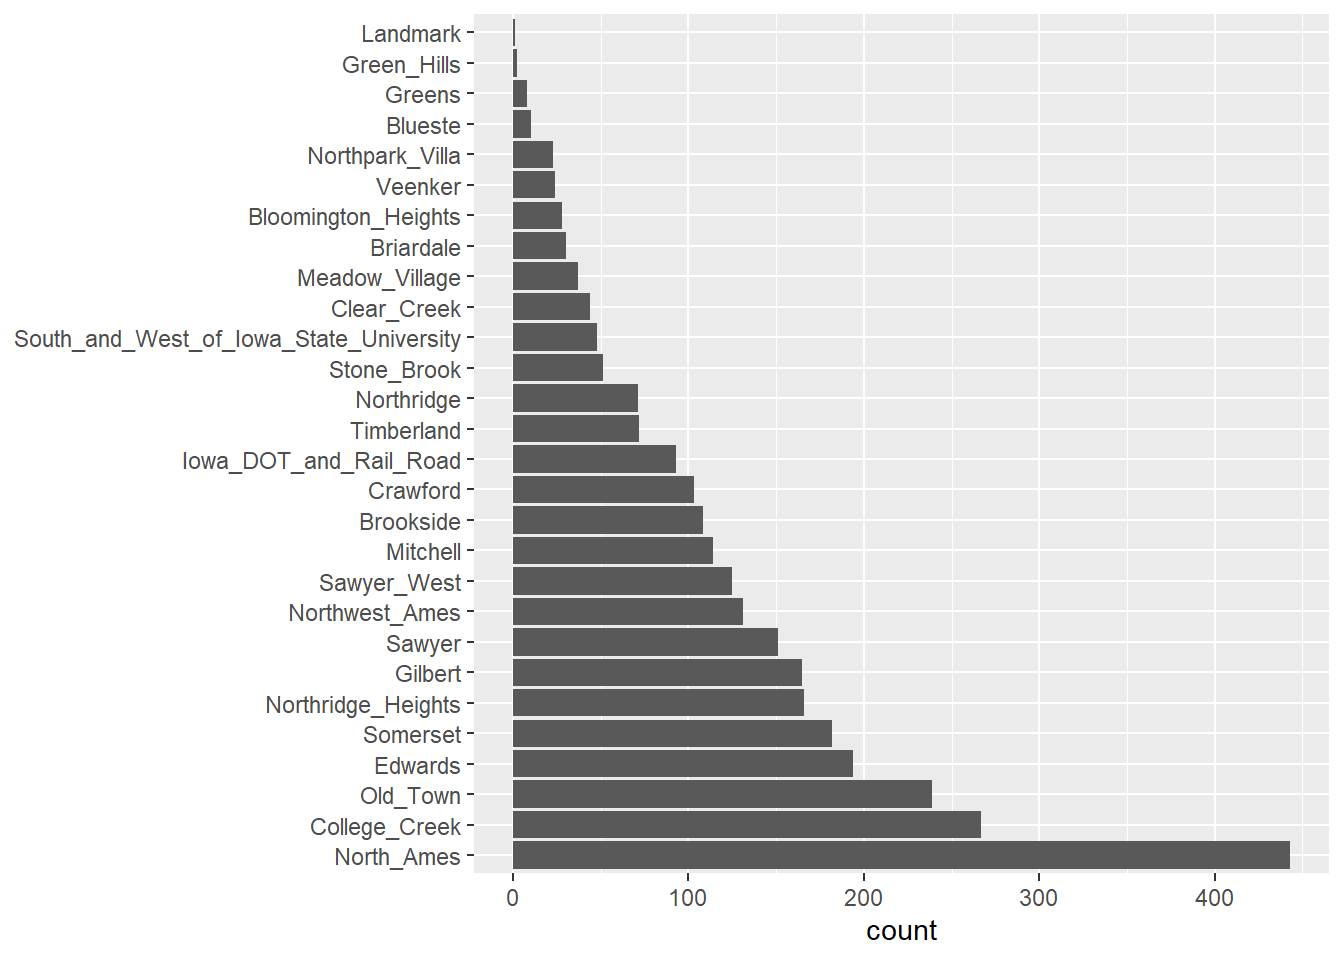 Landmark
Green_Hills
Greens
Blueste
Northpark_Villa
Veenker
Bloomington_Heights
Briardale
Meadow_Village
Clear_Creek
South_and_West_of_Iowa_State_University
Stone_Brook
Northridge
Timberland
Iowa_DOT_and_Rail_Road
Crawford
Brookside
Mitchell
Sawyer_West
Northwest_Ames
Sawyer
Gilbert
Northridge_Heights
Somerset
Edwards
Old_Town
College_Creek
North_Ames
0 100 200 300 400
count